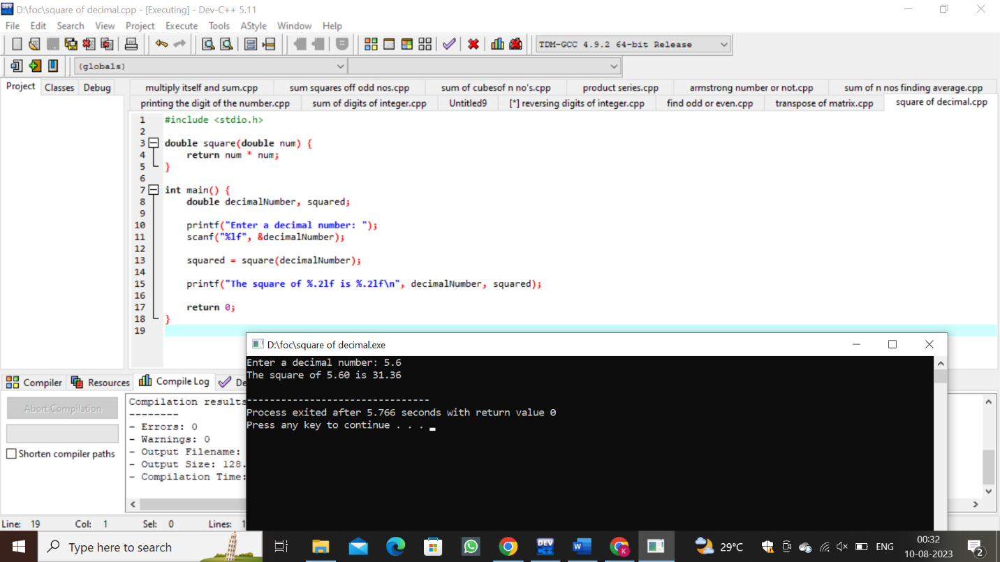 D:\foc\square of decimal.cpp - [Executing] - Dev-C++ 5.11
File Edit Search View Project Execute Tools AStyle Window Help
TDM-GCC 4.9.2 64-bit Release
(globals)
Project Classes Debug
multiply itself and sum.cpp sum squares off odd nos.cpp sum of cubesof n no's.cpp product series.cpp armstrong number or not.cpp sum of n nos finding average.cpp
printing the digit of the number.cpp sum of digits of integer.cpp Untitled9 [*] reversing digits of integer.cpp find odd or even.cpp transpose of matrix.cpp square of decimal.cpp
1 #include <stdio.h>
2
3 double square(double num) {
4 return num * num;
5 }
6
7 int main() {
8 double decimalNumber, squared;
9
10 printf("Enter a decimal number: ");
11 scanf("%lf", &decimalNumber);
12
13 squared = square(decimalNumber);
14
15 printf("The square of %.2lf is %.2lf\n", decimalNumber, squared);
16
17 return 0;
18 }
19
D:\foc\square of decimal.exe
Enter a decimal number: 5.6
The square of 5.60 is 31.36
--------------------------------
Process exited after 5.766 seconds with return value 0
Press any key to continue . . .
Compiler Resources Compile Log De
Abort Compilation
Shorten compiler paths
Compilation results
--------
- Errors: 0
- Warnings: 0
- Output Filename:
- Output Size: 128.
- Compilation Time:
Line: 19 Col: 1 Sel: 0 Lines: 1
Type here to search
DEV C++
W
K
29°C
ENG
00:32
10-08-2023
2